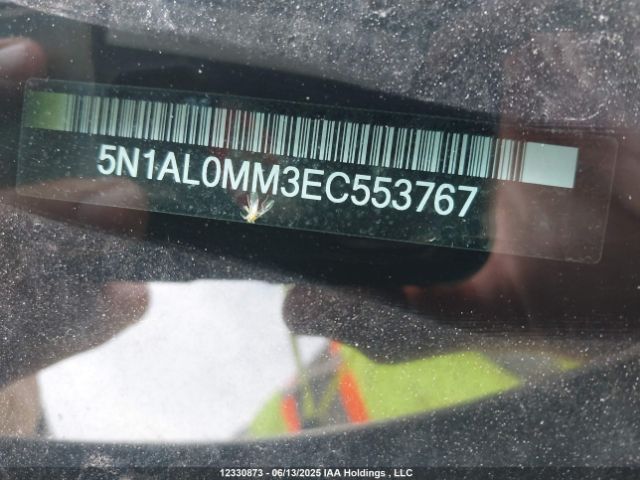 5N1AL0MM3EC553767
12330873 - 06/13/2025 IAA Holdings , LLC